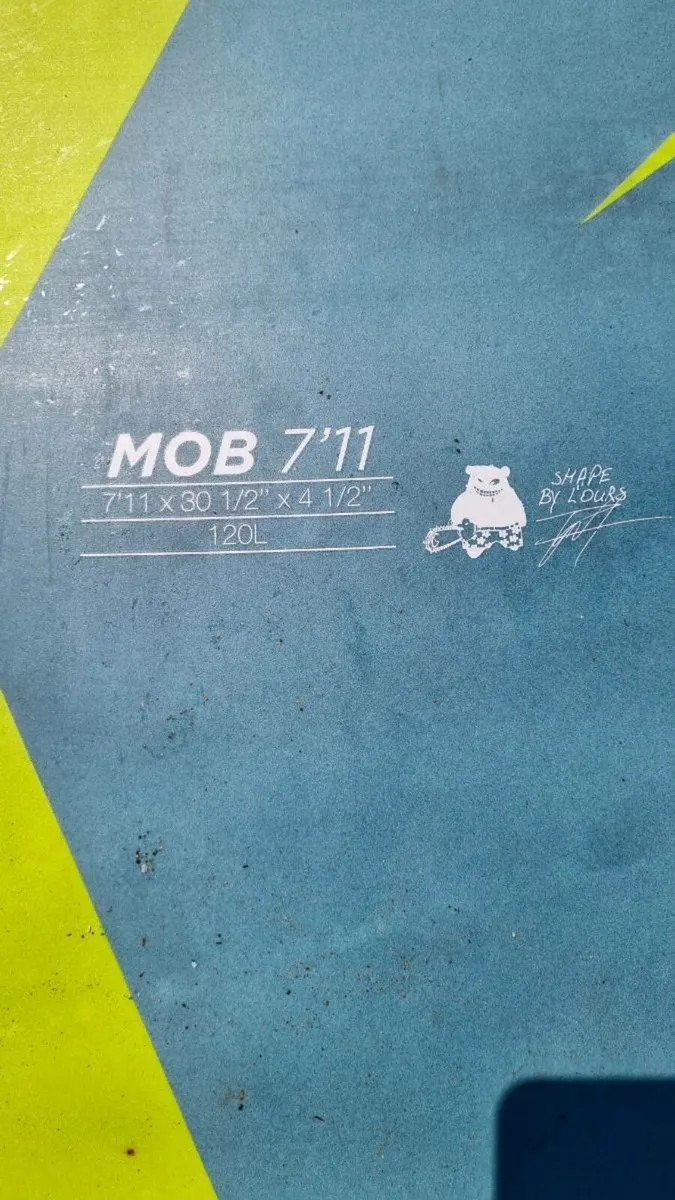 MOB 7'11
7'11 x 30 1/2" x 4 1/2"
120L
SHAPE
BY L'OURS